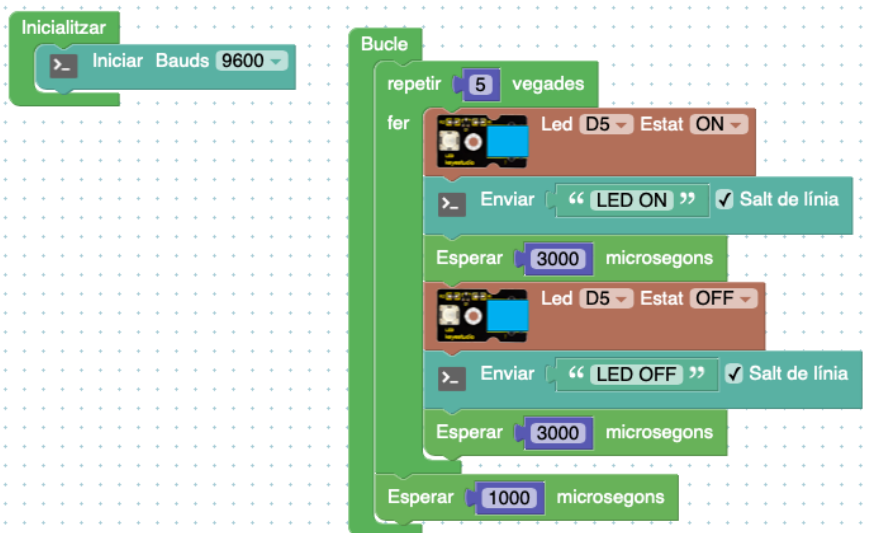 Inicialitzar
Iniciar Bauds 9600
Bucle
repetir 5 vegades
fer
Led D5 Estat ON
Enviar “ LED ON ” Salt de línia
Esperar 3000 microsegons
Led D5 Estat OFF
Enviar “ LED OFF ” Salt de línia
Esperar 3000 microsegons
Esperar 1000 microsegons